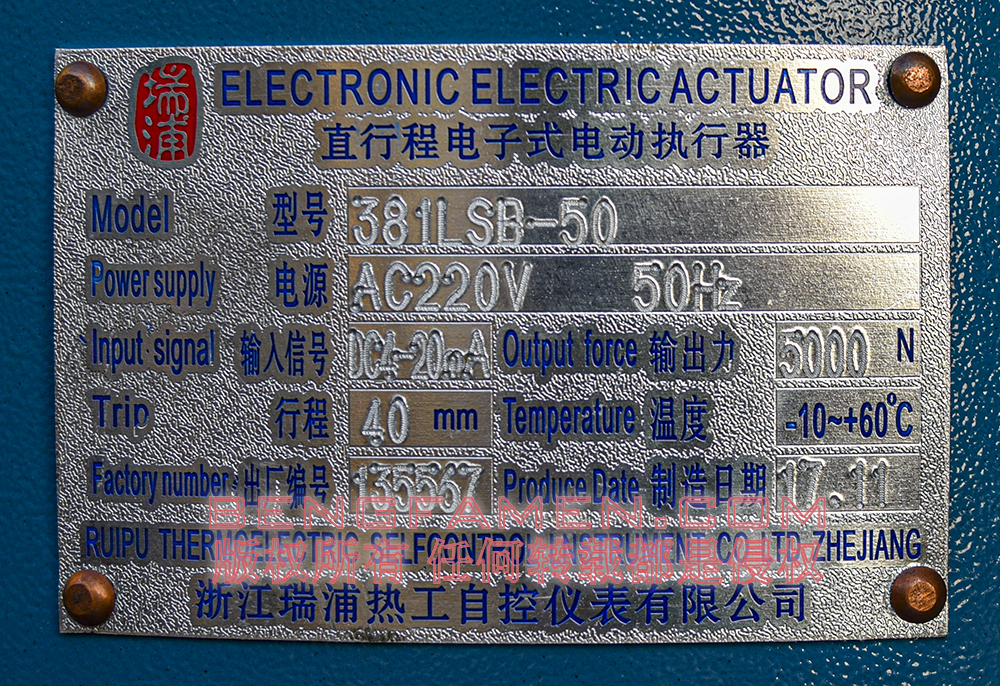 瑞浦
ELECTRONIC ELECTRIC ACTUATOR
直行程电子式电动执行器
Model 型号 381LSB-50
Power supply 电源 AC220V 50Hz
Input signal 输入信号 DC4-20mA Output force 输出力 5000 N
Trip 行程 40 mm Temperature 温度 -10~+60℃
Factory number 出厂编号 135567 Produce Date 制造日期 17.11
BENGFAMEN.COM
RUIPU THERMOELECTRIC SELFCONTROL INSTRUMENT CO LTD ZHEJIANG
版权所有 任何转载都是侵权
浙江瑞浦热工自控仪表有限公司